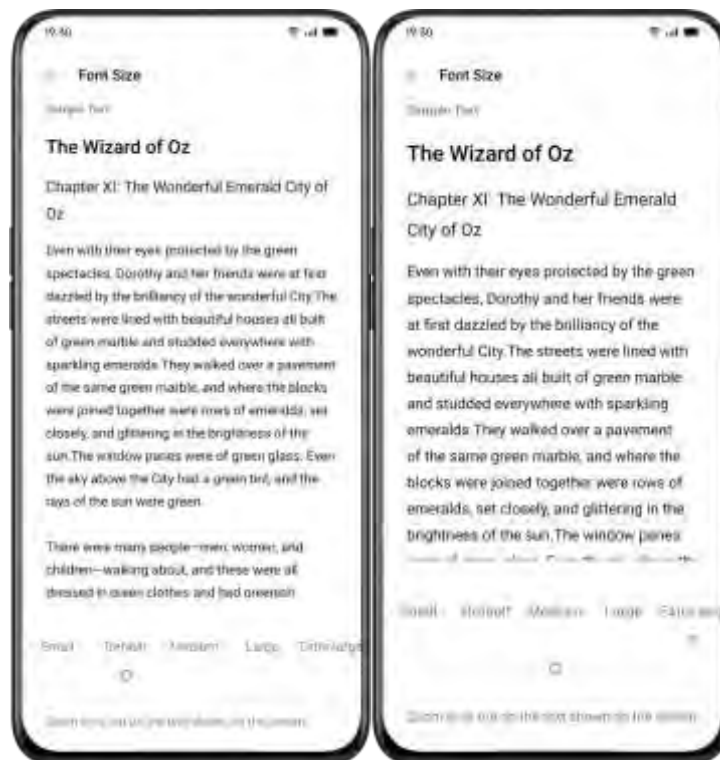 19:50
Font Size
Sample Text
The Wizard of Oz
Chapter XI: The Wonderful Emerald City of
Oz
Even with their eyes protected by the green
spectacles, Dorothy and her friends were at first
dazzled by the brilliancy of the wonderful City.The
streets were lined with beautiful houses all built
of green marble and studded everywhere with
sparkling emeralds.They walked over a pavement
of the same green marble, and where the blocks
were joined together were rows of emeralds, set
closely, and glittering in the brightness of the
sun.The window panes were of green glass. Even
the sky above the City had a green tint, and the
rays of the sun were green.
There were many people—men, women, and
children—walking about, and these were all
dressed in green clothes and had greenish
Small Default Medium Large
19:50
Font Size
Sample Text
The Wizard of Oz
Chapter XI: The Wonderful Emerald
City of Oz
Even with their eyes protected by the green
spectacles, Dorothy and her friends were
at first dazzled by the brilliancy of the
wonderful City.The streets were lined with
beautiful houses all built of green marble
and studded everywhere with sparkling
emeralds.They walked over a pavement
of the same green marble, and where the
blocks were joined together were rows of
emeralds, set closely, and glittering in the
brightness of the sun.The window panes
Small Default Medium Large